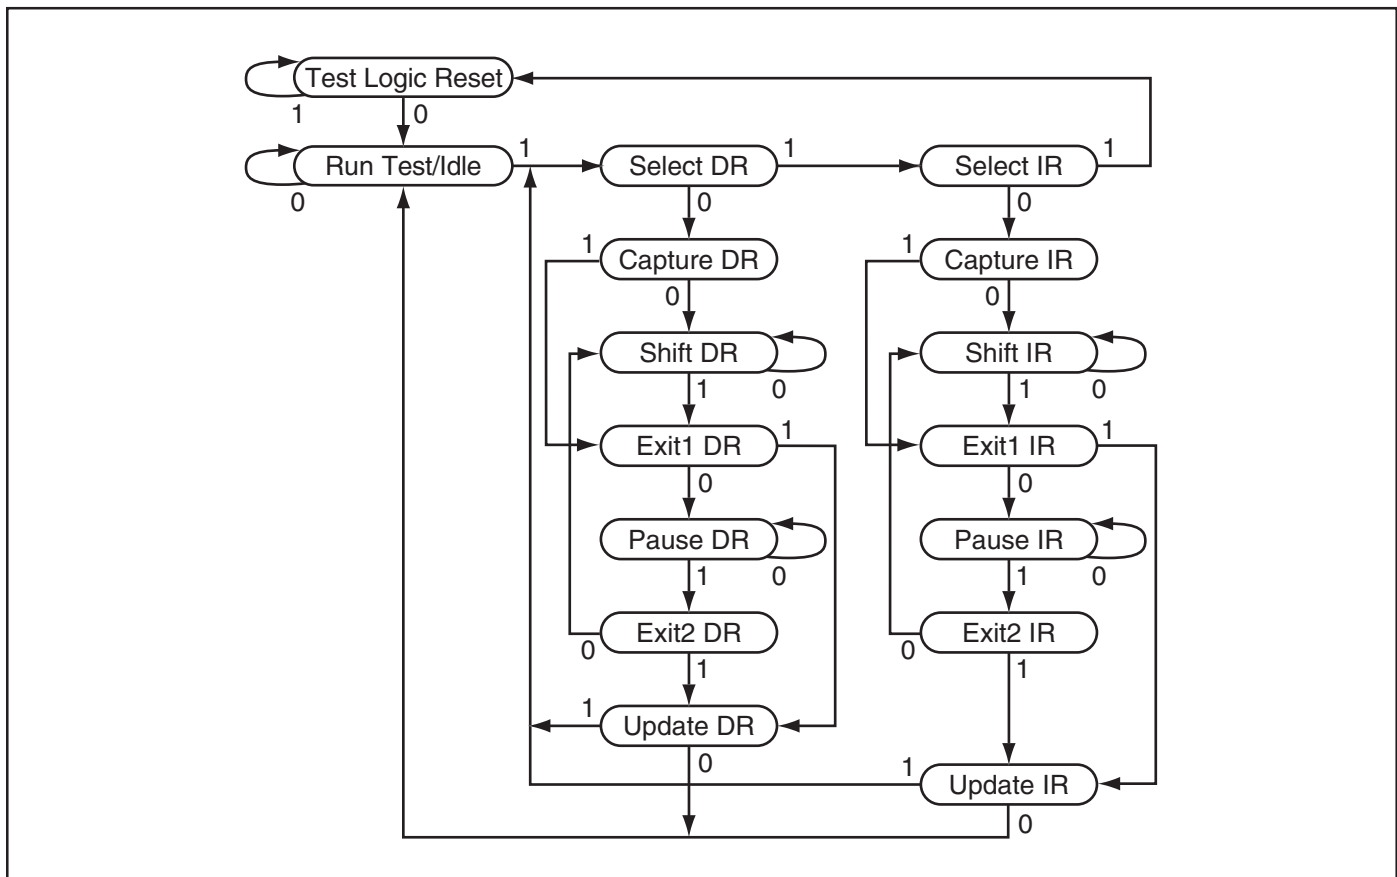 Test Logic Reset
1
0
Run Test/Idle
1
0
Select DR
1
0
Select IR
1
0
1
Capture DR
0
1
Capture IR
0
Shift DR
1
0
Shift IR
1
0
Exit1 DR
1
0
Exit1 IR
1
0
Pause DR
1
0
Pause IR
1
0
Exit2 DR
0
1
Exit2 IR
0
1
1
Update DR
0
1
Update IR
0